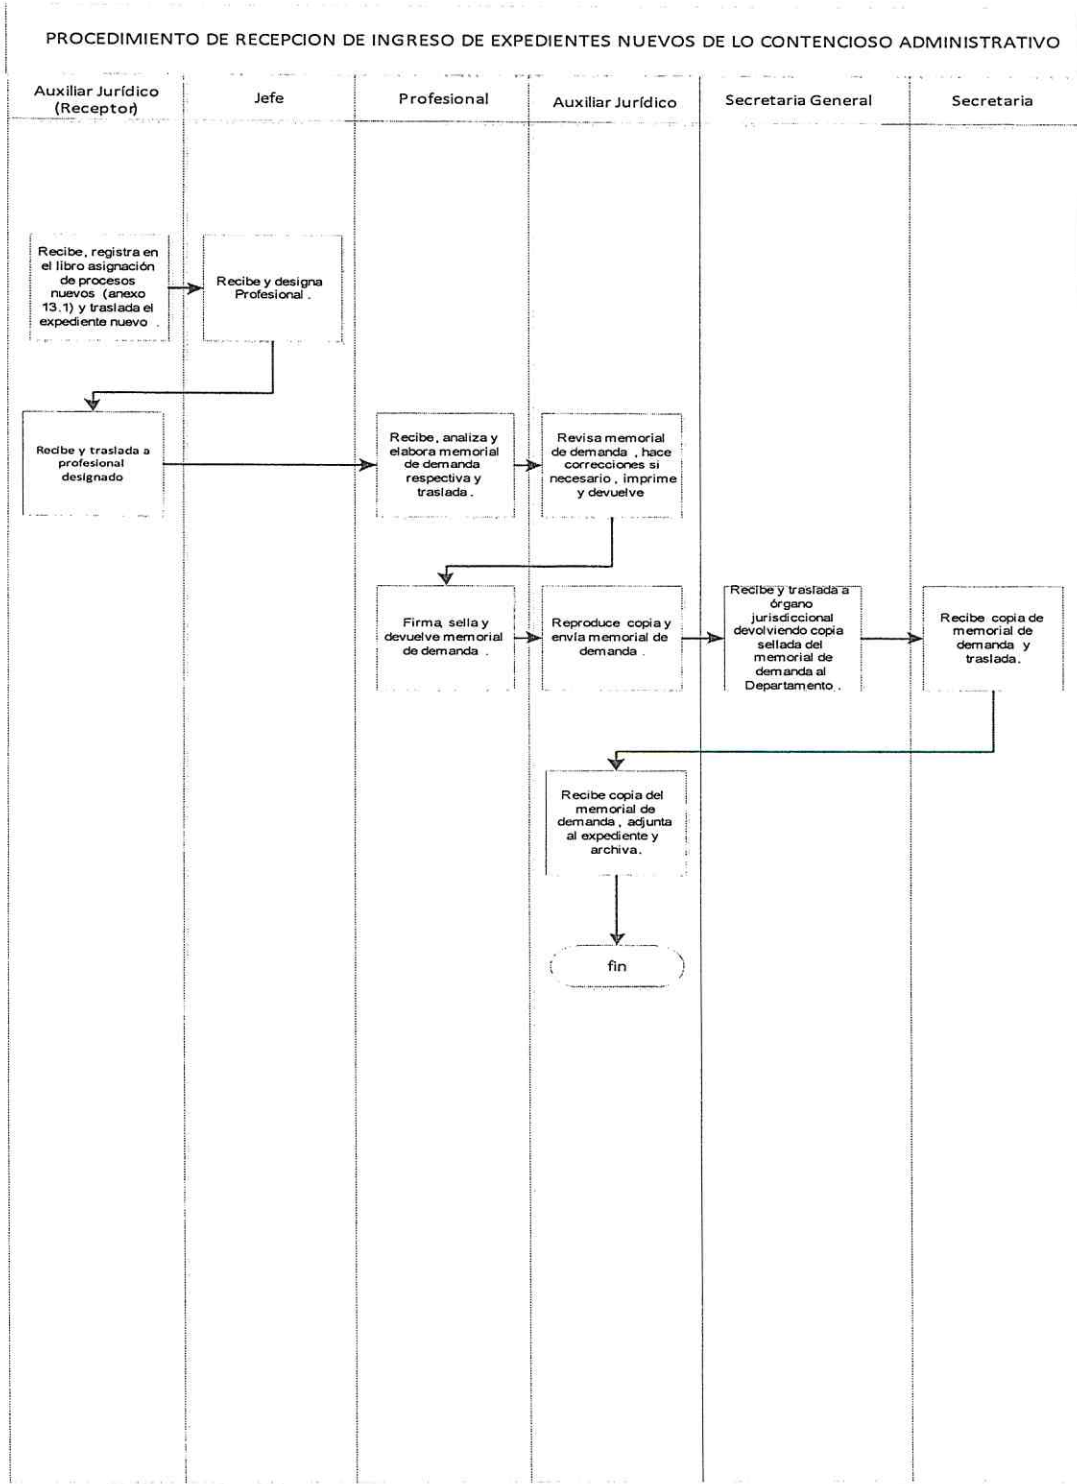 PROCEDIMIENTO DE RECEPCION DE INGRESO DE EXPEDIENTES NUEVOS DE LO CONTENCIOSO ADMINISTRATIVO
Auxiliar Jurídico
(Receptor)
Jefe
Profesional
Auxiliar Jurídico
Secretaria General
Secretaria
Recibe, registra en
el libro asignación
de procesos
nuevos (anexo
13.1) y traslada el
expediente nuevo .
Recibe y designa
Profesional .
Recibe y traslada a
profesional
designado
Recibe, analiza y
elabora memorial
de demanda
respectiva y
traslada .
Revisa memorial
de demanda , hace
correcciones si
necesario , imprime
y devuelve
Firma, sella y
devuelve memorial
de demanda .
Reproduce copia y
envía memorial de
demanda .
Recibe y traslada a
órgano
jurisdiccional
devolviendo copia
sellada del
memorial de
demanda al
Departamento .
Recibe copia de
memorial de
demanda y
traslada.
Recibe copia del
memorial de
demanda , adjunta
al expediente y
archiva.
fin